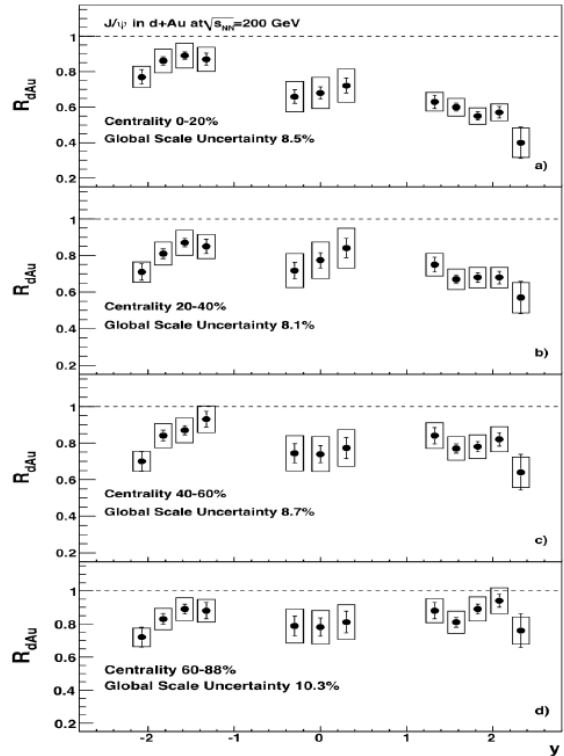 J/ψ in d+Au at√s_NN=200 GeV
R_dAu
1
0.8
0.6
0.4
0.2
Centrality 0-20%
Global Scale Uncertainty 8.5%
a)
R_dAu
1
0.8
0.6
0.4
0.2
Centrality 20-40%
Global Scale Uncertainty 8.1%
b)
R_dAu
1
0.8
0.6
0.4
0.2
Centrality 40-60%
Global Scale Uncertainty 8.7%
c)
R_dAu
1
0.8
0.6
0.4
0.2
Centrality 60-88%
Global Scale Uncertainty 10.3%
d)
-2 -1 0 1 2 y